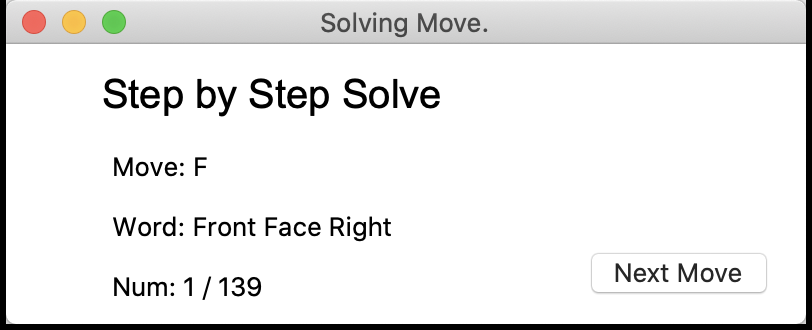 Solving Move.
Step by Step Solve
Move: F
Word: Front Face Right
Num: 1 / 139
Next Move